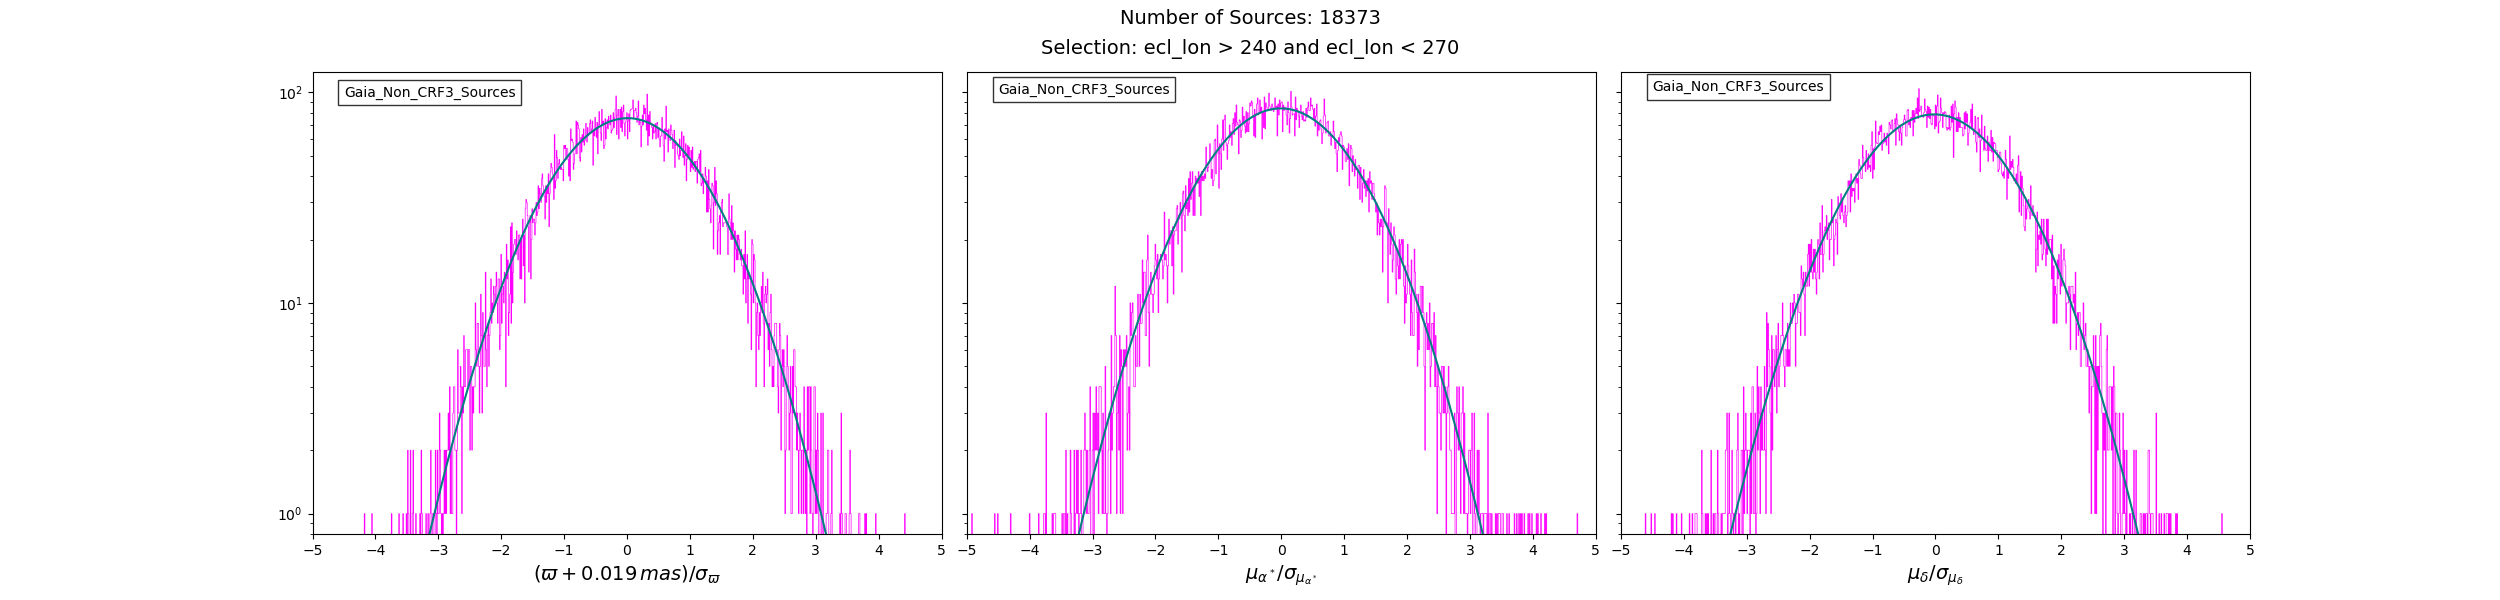 Number of Sources: 18373
Selection: ecl_lon > 240 and ecl_lon < 270
Gaia_Non_CRF3_Sources
Gaia_Non_CRF3_Sources
Gaia_Non_CRF3_Sources
10²
10¹
10⁰
−5 −4 −3 −2 −1 0 1 2 3 4 5
−5 −4 −3 −2 −1 0 1 2 3 4 5
−5 −4 −3 −2 −1 0 1 2 3 4 5
(ϖ + 0.019 mas)/σ_ϖ
μ_α*/σ_μ_α*
μ_δ/σ_μ_δ